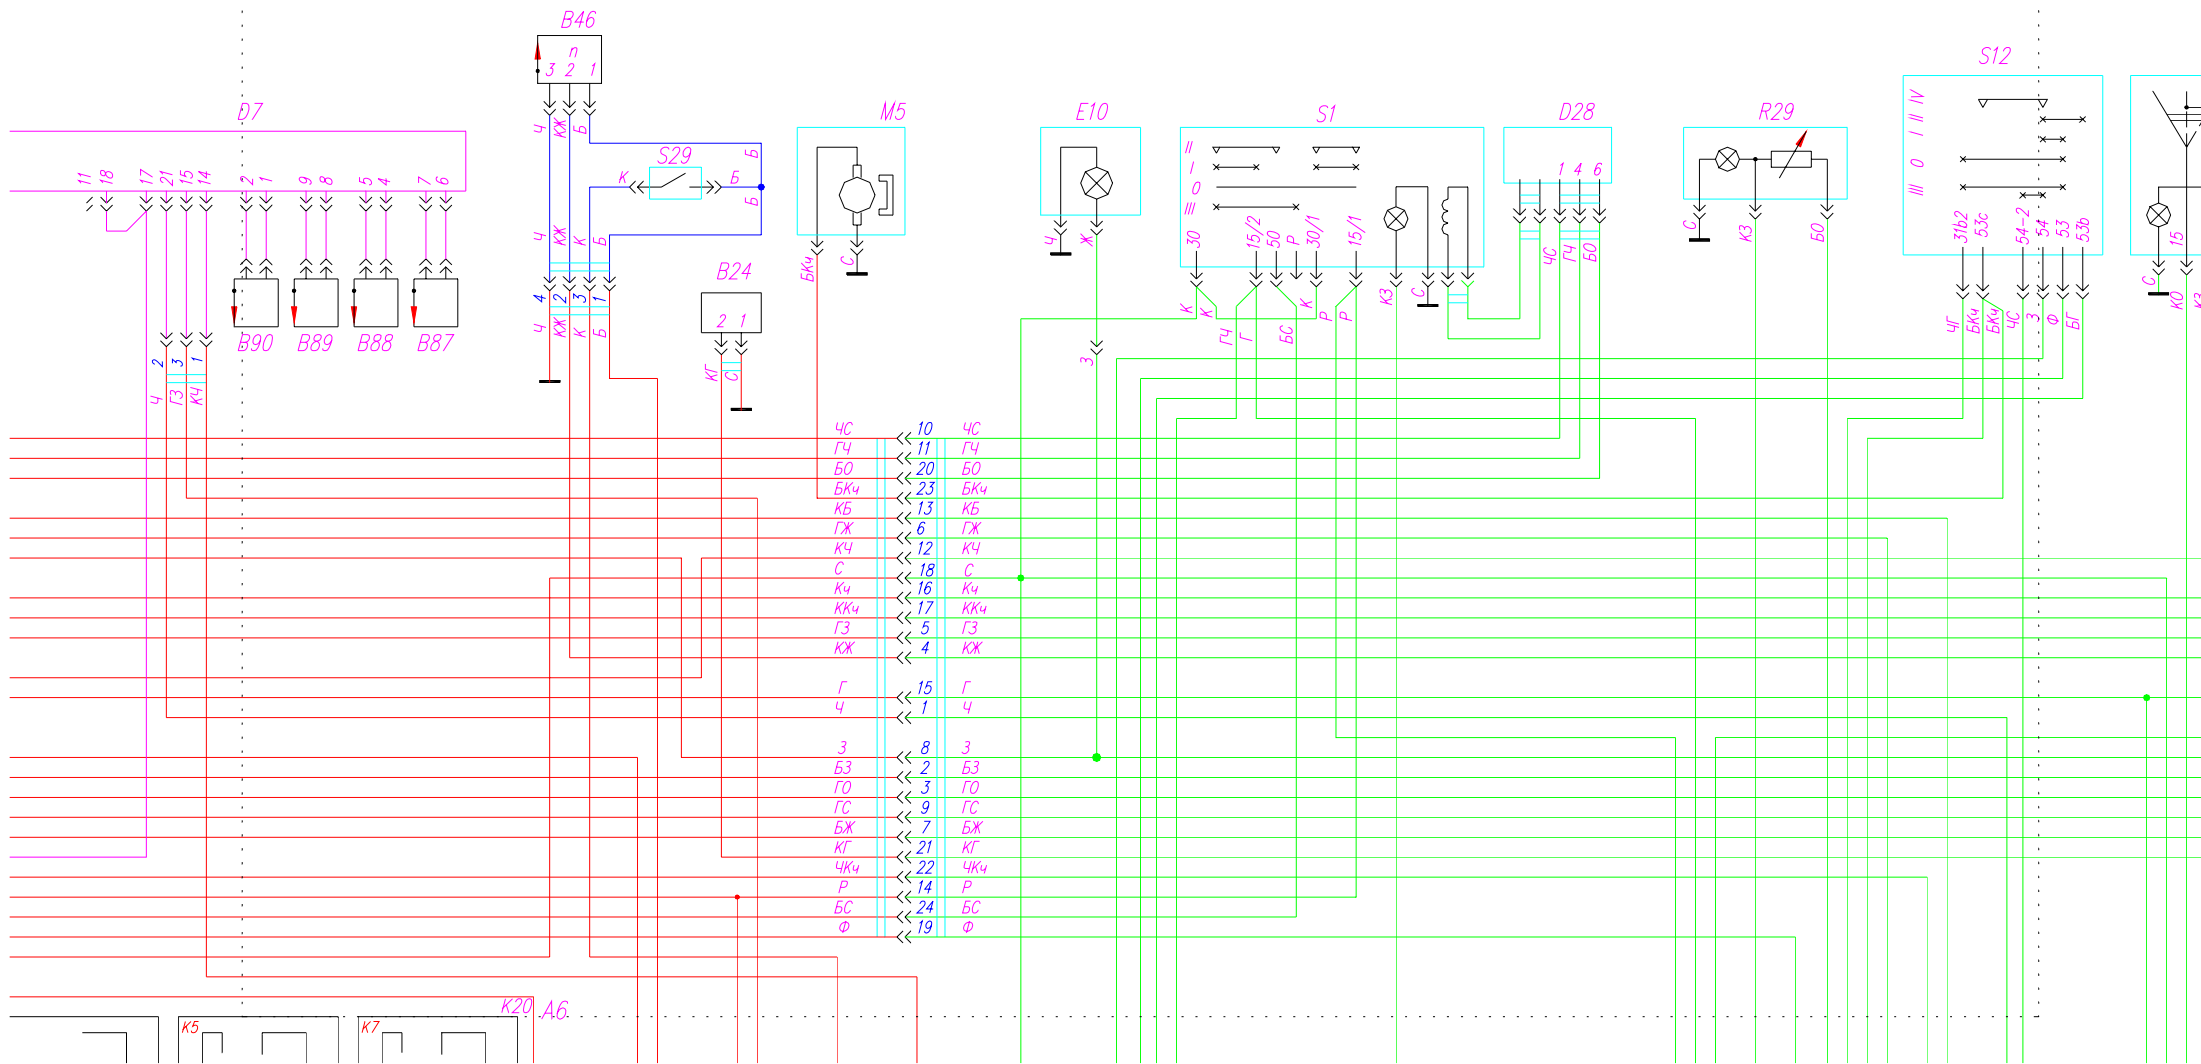 B46
n
3 2 1
Ч КЖ Б
Б
S29
К Б
Б
Ч КЖ К Б
4 2 3 1
Ч КЖ К Б
D7
11 18 17 21 15 14 2 1 9 8 5 4 7 6
B90 B89 B88 B87
2 3 1
Ч ГЗ КЧ
B24
2 1
КГ С
M5
БКч С
E10
Ч Ж
З
S1
II
I
0
III
30 15/2 50 P 30/1 15/1
К К ГЧ Г БС К Р Р КЗ С
D28
1 4 6
ЧС ГЧ БО
R29
С КЗ БО
S12
III 0 I II IV
31b2 53c 54-2 54 53 53b
ЧГ БКч БКч ЧС З Ф БГ
15
С КО КЗ
ЧС 10 ЧС
ГЧ 11 ГЧ
БО 20 БО
БКч 23 БКч
КБ 13 КБ
ГЖ 6 ГЖ
КЧ 12 КЧ
С 18 С
Кч 16 Кч
ККч 17 ККч
ГЗ 5 ГЗ
КЖ 4 КЖ
Г 15 Г
Ч 1 Ч
З 8 З
БЗ 2 БЗ
ГО 3 ГО
ГС 9 ГС
БЖ 7 БЖ
КГ 21 КГ
ЧКч 22 ЧКч
Р 14 Р
БС 24 БС
Ф 19 Ф
K20 A6
K5 K7